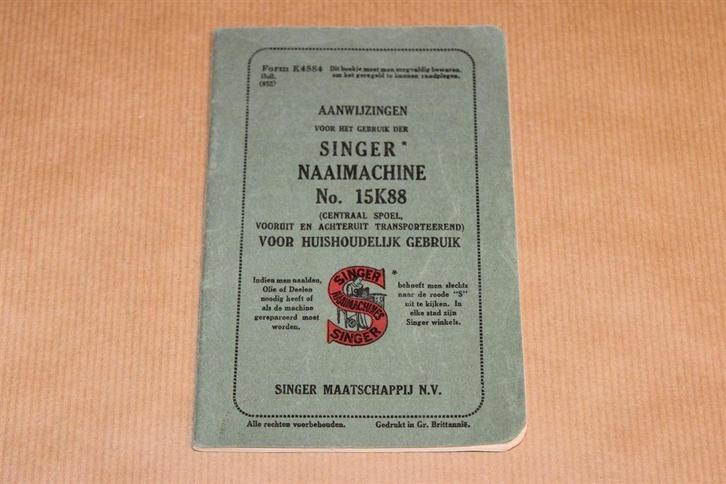 Form K4884
Dit boekje moet men zorgvuldig bewaren,
Holl.
om het geregeld te kunnen raadplegen.
(852)
AANWIJZINGEN
VOOR HET GEBRUIK DER
SINGER*
NAAIMACHINE
No. 15K88
(CENTRAAL SPOEL,
VOORUIT EN ACHTERUIT TRANSPORTEEREND)
VOOR HUISHOUDELIJK GEBRUIK
Indien men naalden,
Olie of Deelen
noodig heeft of
als de machine
gerepareerd moet
worden.
SINGER
NAAIMACHINES
SINGER
*
behoeft men slechts
naar de roode "S"
uit te kijken. In
elke stad zijn
Singer winkels.
SINGER MAATSCHAPPIJ N.V.
Alle rechten voorbehouden.
Gedrukt in Gr. Brittannië.